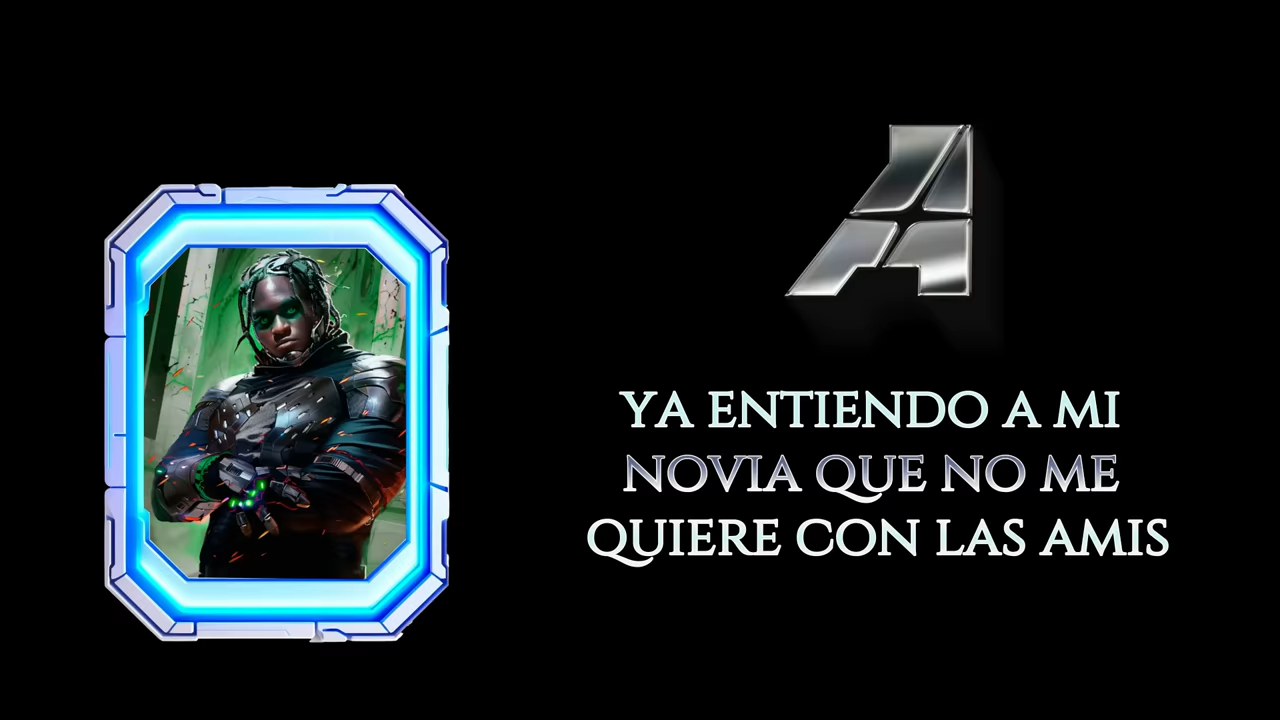 A
YA ENTIENDO A MI
NOVIA QUE NO ME
QUIERE CON LAS AMIS